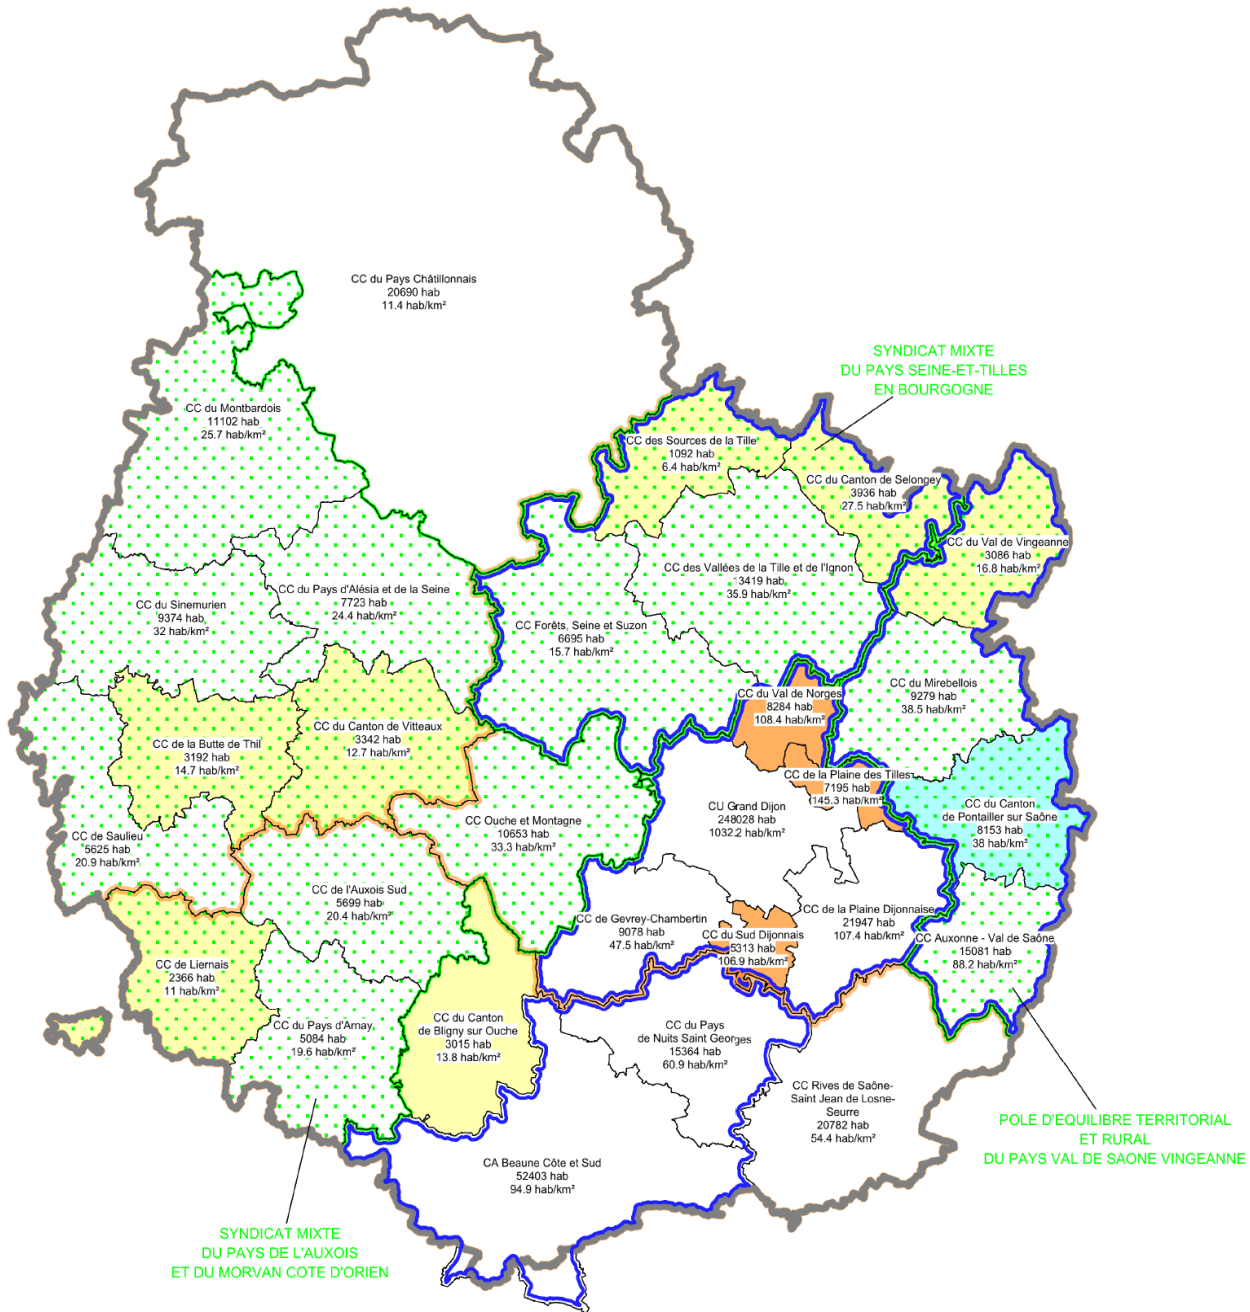 CC du Pays Châtillonnais
20690 hab
11.4 hab/km²
SYNDICAT MIXTE
DU PAYS SEINE-ET-TILLES
EN BOURGOGNE
CC du Montbardois
11102 hab
25.7 hab/km²
CC des Sources de la Tille
1092 hab
6.4 hab/km²
CC du Canton de Selongey
3936 hab
27.5 hab/km²
CC du Val de Vingeanne
3086 hab
16.8 hab/km²
CC des Vallées de la Tille et de l'Ignon
13419 hab
35.9 hab/km²
CC du Pays d'Alésia et de la Seine
7723 hab
24.4 hab/km²
CC du Sinemurien
9374 hab
32 hab/km²
CC Forêts, Seine et Suzon
6695 hab
15.7 hab/km²
CC du Val de Norges
8284 hab
108.4 hab/km²
CC du Mirebellois
9279 hab
38.5 hab/km²
CC du Canton de Vitteaux
3342 hab
12.7 hab/km²
CC de la Butte de Thil
3192 hab
14.7 hab/km²
CC de la Plaine des Tilles
7195 hab
145.3 hab/km²
CU Grand Dijon
248028 hab
1032.2 hab/km²
CC du Canton
de Pontailler sur Saône
8153 hab
38 hab/km²
CC Ouche et Montagne
10653 hab
33.3 hab/km²
CC de Saulieu
5625 hab
20.9 hab/km²
CC de l'Auxois Sud
5699 hab
20.4 hab/km²
CC de Gevrey-Chambertin
9078 hab
47.5 hab/km²
CC du Sud Dijonnais
5313 hab
106.9 hab/km²
CC de la Plaine Dijonnaise
21947 hab
107.4 hab/km²
CC Auxonne - Val de Saône
15081 hab
88.2 hab/km²
CC de Liernais
2366 hab
11 hab/km²
CC du Pays d'Arnay
5084 hab
19.6 hab/km²
CC du Canton
de Bligny sur Ouche
3015 hab
13.8 hab/km²
CC du Pays
de Nuits Saint Georges
15364 hab
60.9 hab/km²
CC Rives de Saône-
Saint Jean de Losne-
Seurre
20782 hab
54.4 hab/km²
POLE D'EQUILIBRE TERRITORIAL
ET RURAL
DU PAYS VAL DE SAONE VINGEANNE
CA Beaune Côte et Sud
52403 hab
94.9 hab/km²
SYNDICAT MIXTE
DU PAYS DE L'AUXOIS
ET DU MORVAN COTE D'ORIEN